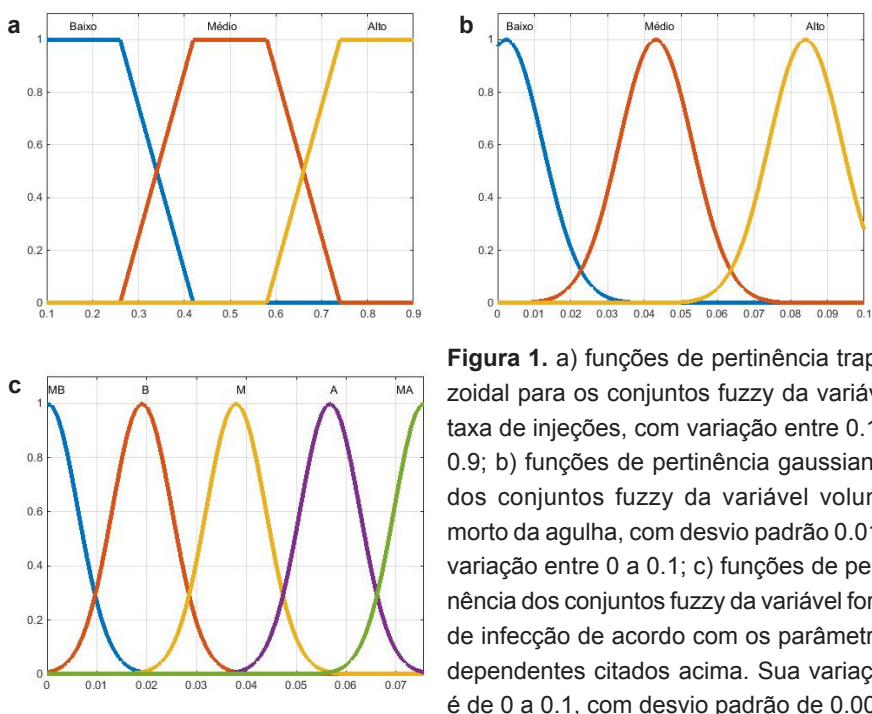 a
Baixo Médio Alto
1
0.8
0.6
0.4
0.2
0
0.1 0.2 0.3 0.4 0.5 0.6 0.7 0.8 0.9
b
Baixo Médio Alto
1
0.8
0.6
0.4
0.2
0
0 0.01 0.02 0.03 0.04 0.05 0.06 0.07 0.08 0.09 0.1
c
MB B M A MA
1
0.8
0.6
0.4
0.2
0
0 0.01 0.02 0.03 0.04 0.05 0.06 0.07
Figura 1. a) funções de pertinência trap
zoidal para os conjuntos fuzzy da variáv
taxa de injeções, com variação entre 0.1
0.9; b) funções de pertinência gaussian
dos conjuntos fuzzy da variável volu
morto da agulha, com desvio padrão 0.01
variação entre 0 a 0.1; c) funções de pe
nência dos conjuntos fuzzy da variável for
de infecção de acordo com os parâmetr
dependentes citados acima. Sua variaç
é de 0 a 0.1, com desvio padrão de 0.00